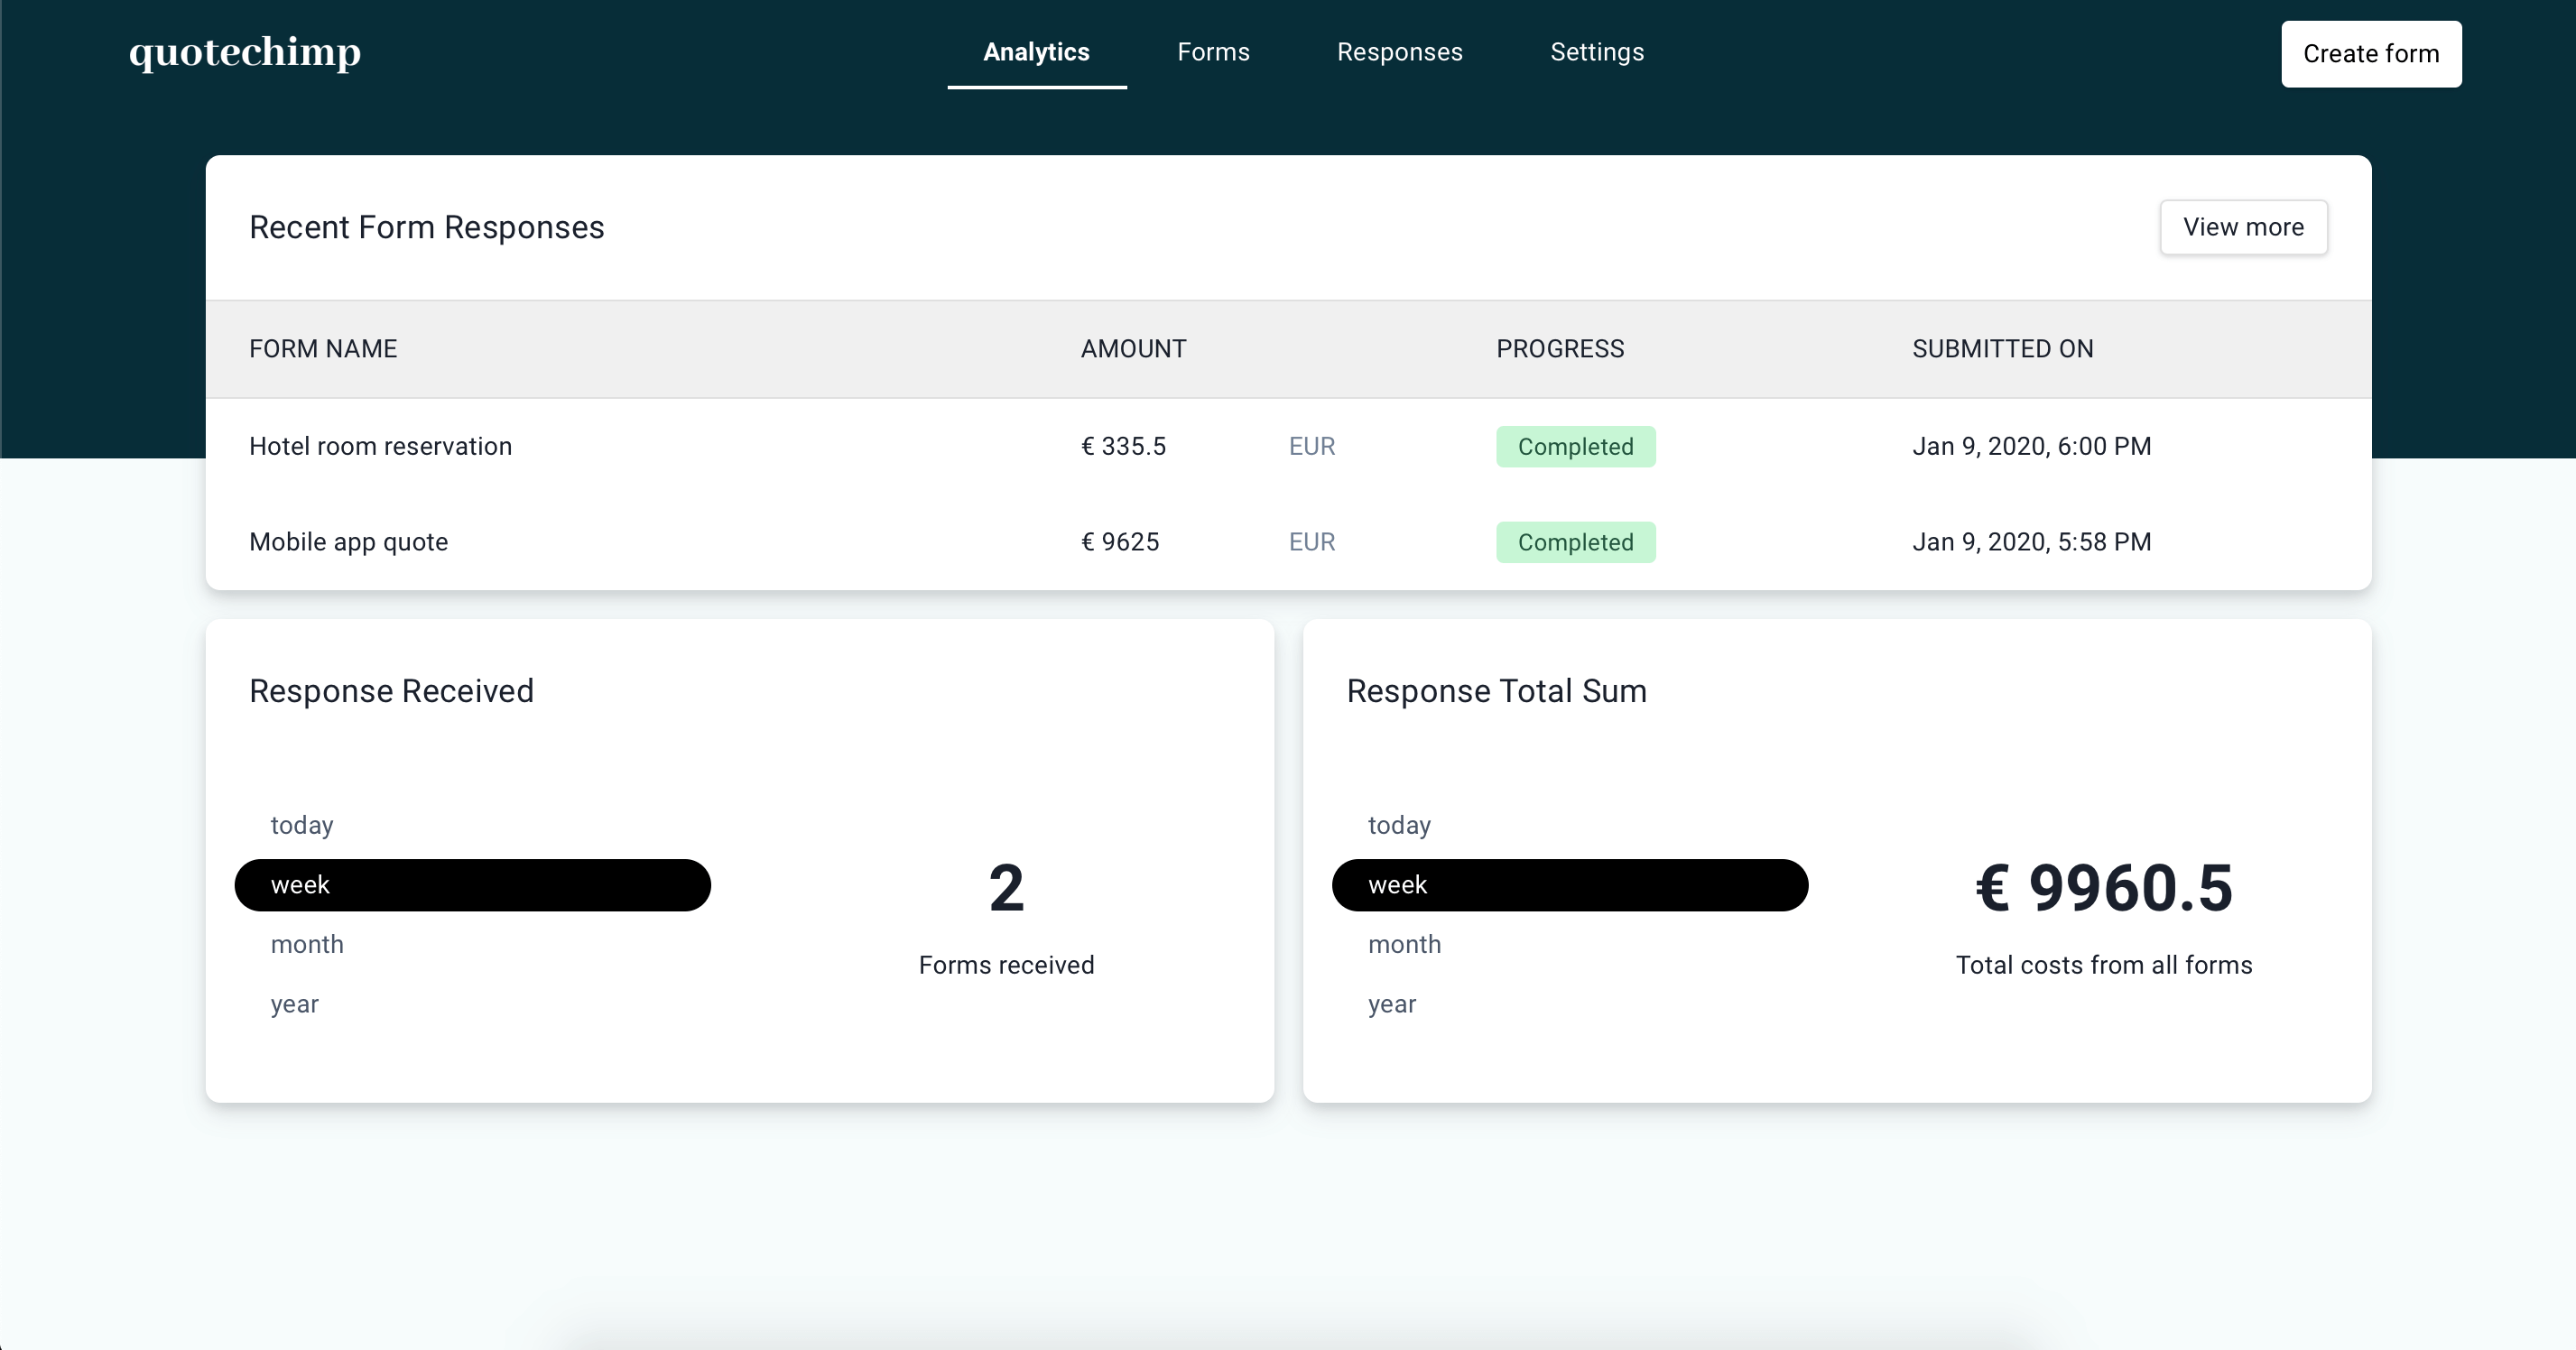 quotechimp Analytics Forms Responses Settings Create form
Recent Form Responses View more
FORM NAME AMOUNT PROGRESS SUBMITTED ON
Hotel room reservation € 335.5 EUR Completed Jan 9, 2020, 6:00 PM
Mobile app quote € 9625 EUR Completed Jan 9, 2020, 5:58 PM
Response Received
today
week
month
year
2
Forms received
Response Total Sum
today
week
month
year
€ 9960.5
Total costs from all forms